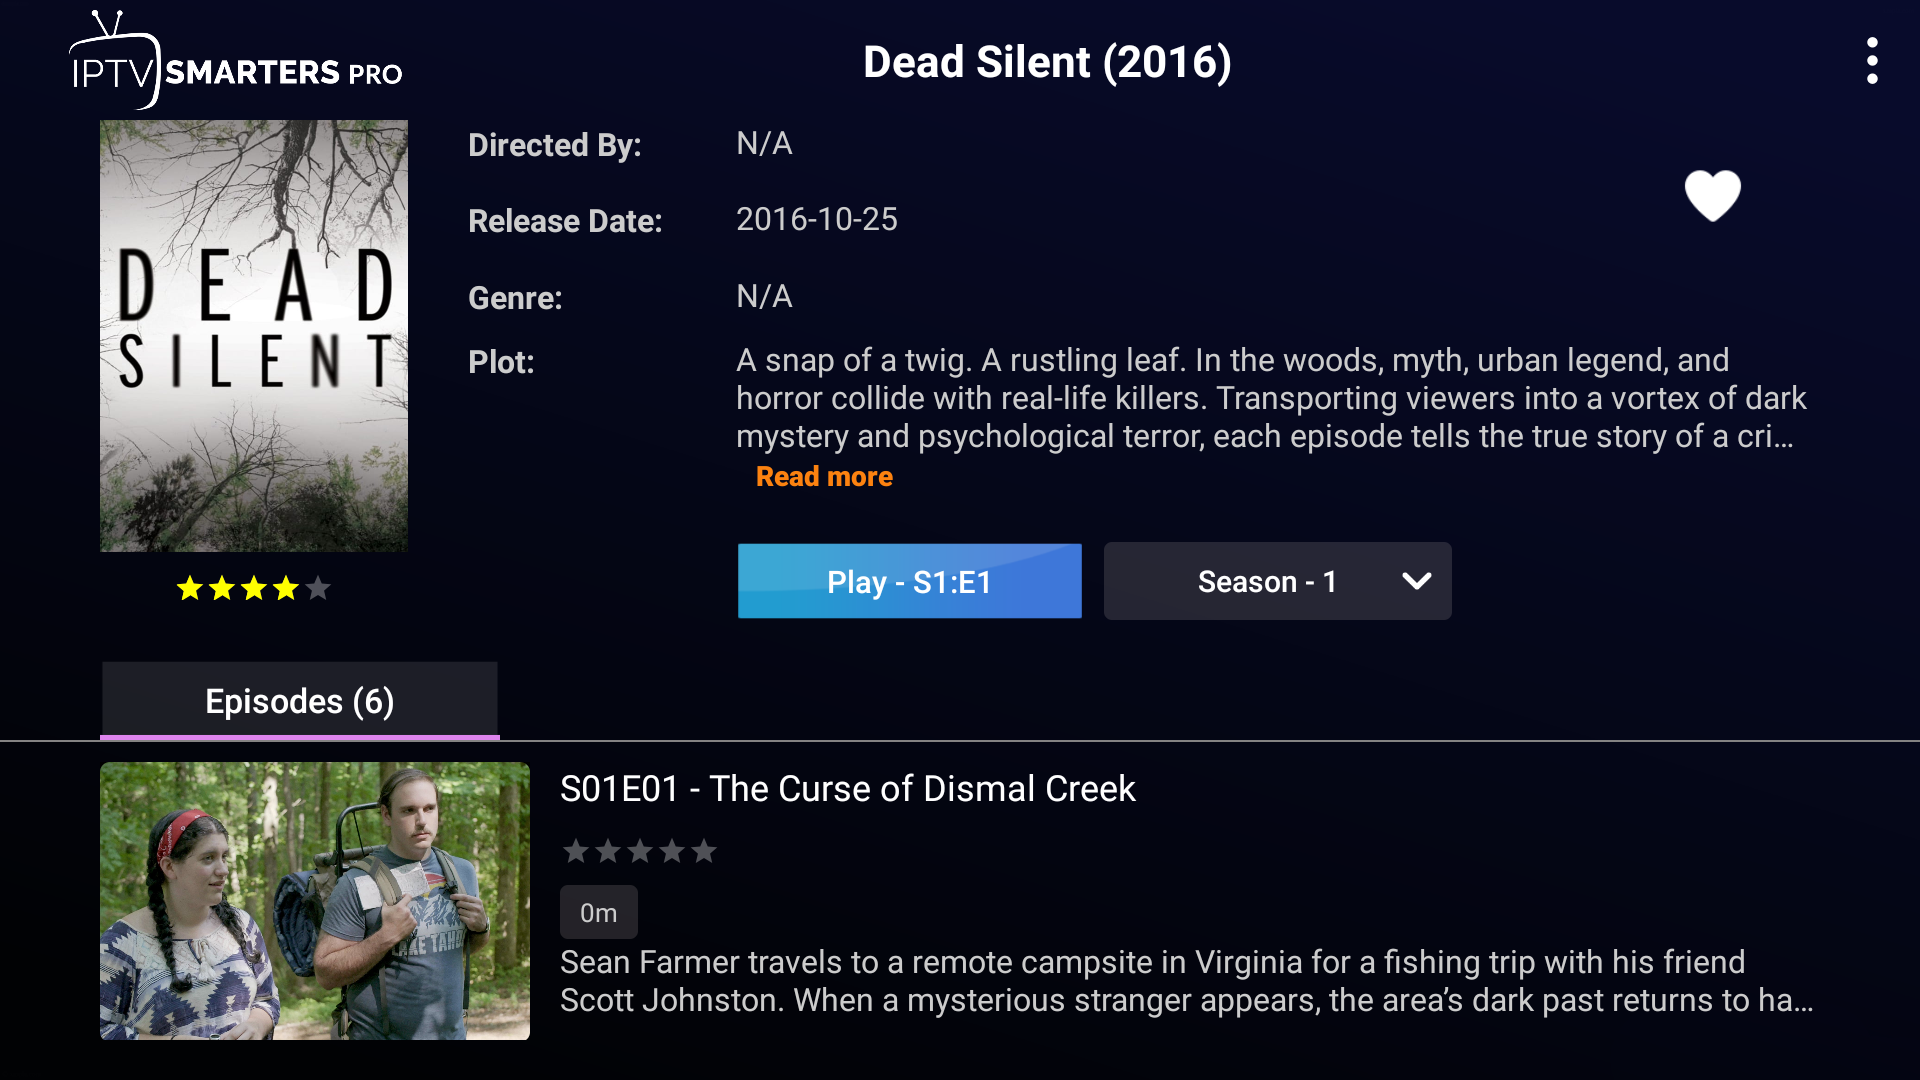 IPTV SMARTERS PRO
Dead Silent (2016)
DEAD
SILENT
Directed By: N/A
Release Date: 2016-10-25
Genre: N/A
Plot: A snap of a twig. A rustling leaf. In the woods, myth, urban legend, and
horror collide with real-life killers. Transporting viewers into a vortex of dark
mystery and psychological terror, each episode tells the true story of a cri...
Read more
Play - S1:E1
Season - 1
Episodes (6)
S01E01 - The Curse of Dismal Creek
0m
Sean Farmer travels to a remote campsite in Virginia for a fishing trip with his friend
Scott Johnston. When a mysterious stranger appears, the area’s dark past returns to ha...